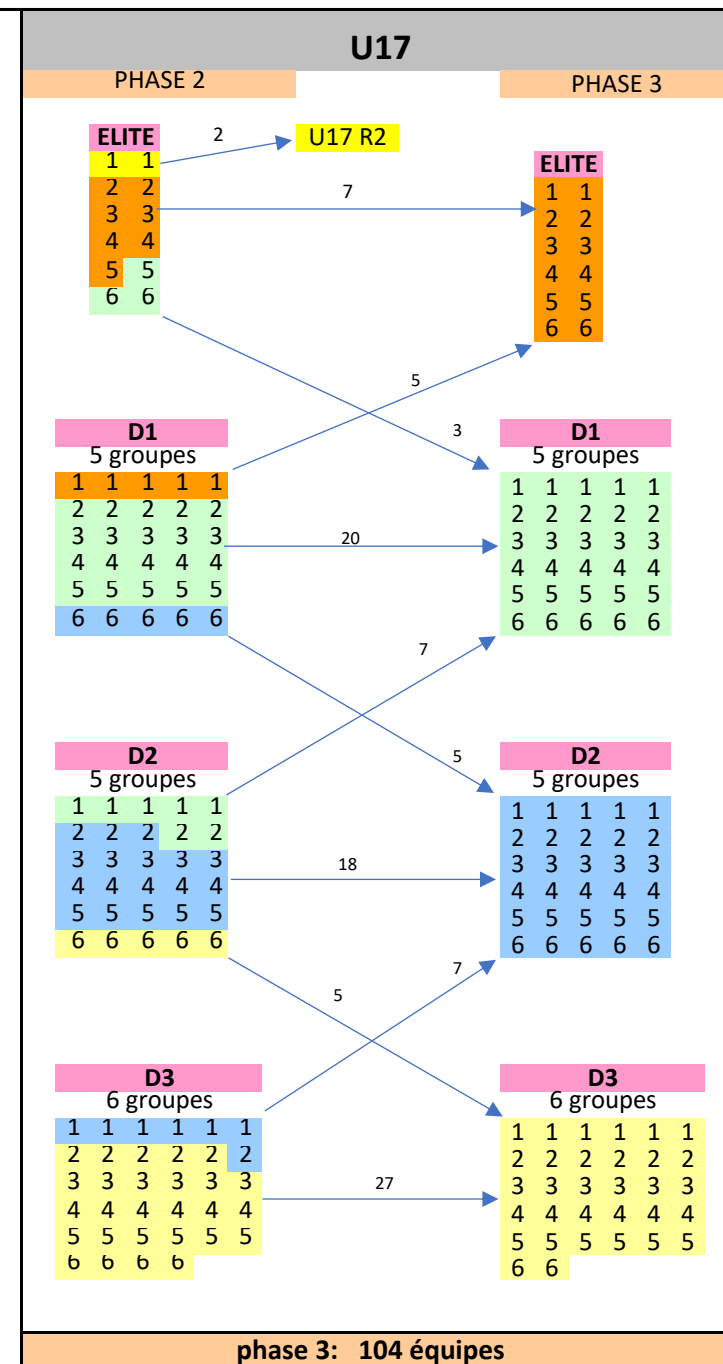 U17
PHASE 2 PHASE 3
ELITE 2 U17 R2
1 1
2 2
3 3
4 4
5 5
6 6
7
ELITE
1 1
2 2
3 3
4 4
5 5
6 6
5
3
D1
5 groupes
1 1 1 1 1
2 2 2 2 2
3 3 3 3 3
4 4 4 4 4
5 5 5 5 5
6 6 6 6 6
20
D1
5 groupes
1 1 1 1 1
2 2 2 2 2
3 3 3 3 3
4 4 4 4 4
5 5 5 5 5
6 6 6 6 6
7
5
D2
5 groupes
1 1 1 1 1
2 2 2 2 2
3 3 3 3 3
4 4 4 4 4
5 5 5 5 5
6 6 6 6 6
18
D2
5 groupes
1 1 1 1 1
2 2 2 2 2
3 3 3 3 3
4 4 4 4 4
5 5 5 5 5
6 6 6 6 6
7
5
D3
6 groupes
1 1 1 1 1 1
2 2 2 2 2 2
3 3 3 3 3 3
4 4 4 4 4 4
5 5 5 5 5 5
6 6 6 6
27
D3
6 groupes
1 1 1 1 1 1
2 2 2 2 2 2
3 3 3 3 3 3
4 4 4 4 4 4
5 5 5 5 5 5
6 6
phase 3: 104 équipes